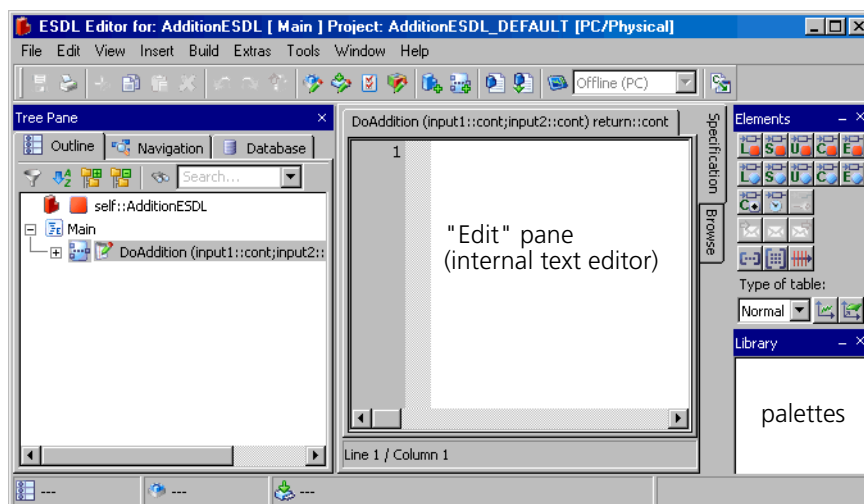 ESDL Editor for: AdditionESDL [ Main ] Project: AdditionESDL_DEFAULT [PC/Physical]
File Edit View Insert Build Extras Tools Window Help
Offline (PC)
Tree Pane
Outline Navigation Database
Search...
self::AdditionESDL
Main
DoAddition (input1::cont;input2::
DoAddition (input1::cont;input2::cont) return::cont
1
"Edit" pane
(internal text editor)
Line 1 / Column 1
Specification
Browse
Elements
L S U C E
L S U C E
C
Type of table:
Normal
Library
palettes
--- --- ---